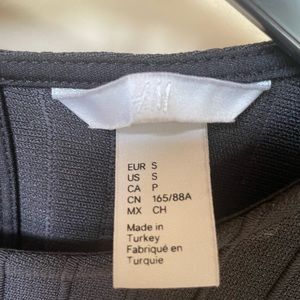 H&M
EUR S
US S
CA P
CN 165/88A
MX CH
Made in
Turkey
Fabriqué en
Turquie